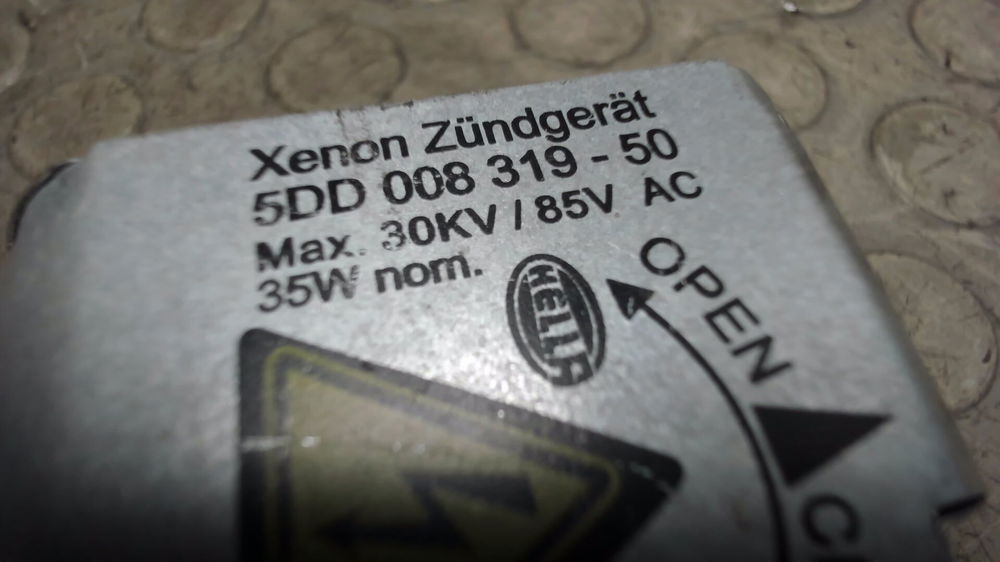 Xenon Zündgerät
5DD 008 319 - 50
Max. 30KV / 85V AC
35W nom.
HELLA
OPEN